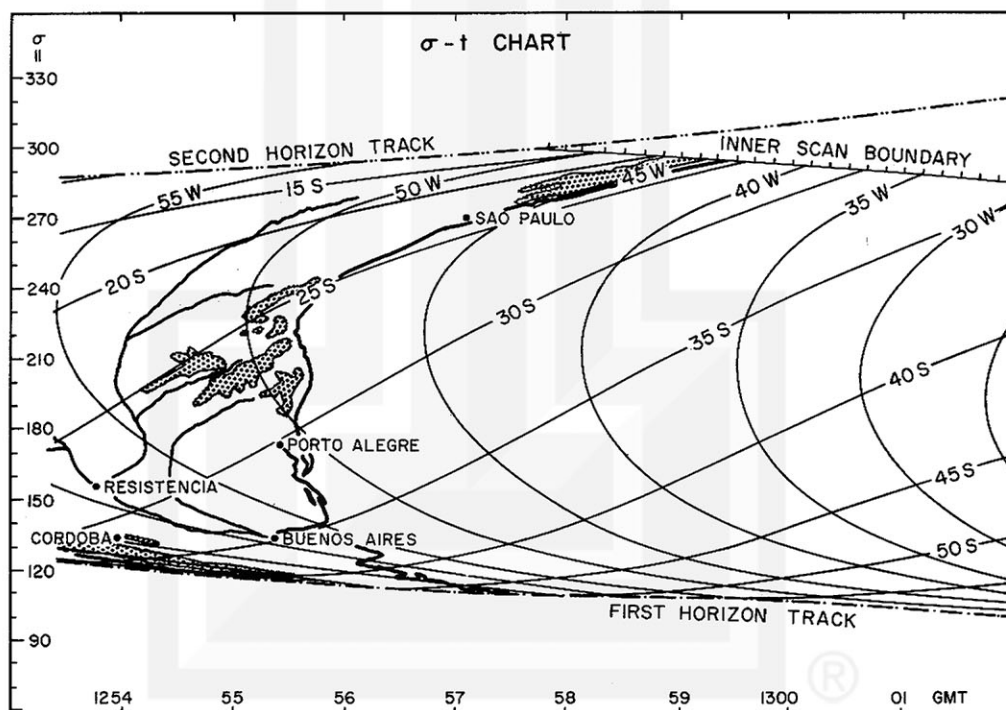 σ-t CHART
σ
=
330
300
270
240
210
180
150
120
90
SECOND HORIZON TRACK
INNER SCAN BOUNDARY
55 W
15 S
50 W
45 W
40 W
35 W
30 W
SAO PAULO
20 S
25 S
30 S
35 S
40 S
45 S
50 S
PORTO ALEGRE
RESISTENCIA
CORDOBA
BUENOS AIRES
FIRST HORIZON TRACK
1254 55 56 57 58 59 1300 01 GMT
®